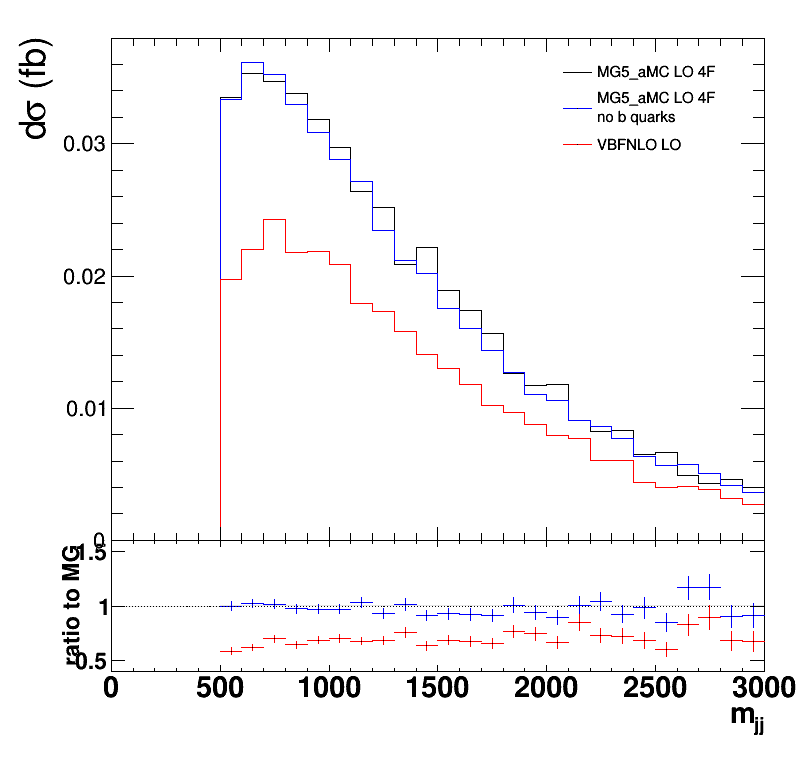 dσ (fb)
MG5_aMC LO 4F
MG5_aMC LO 4F
no b quarks
VBFNLO LO
0.03
0.02
0.01
0
ratio to MG
1.5
1
0.5
0 500 1000 1500 2000 2500 3000
mjj